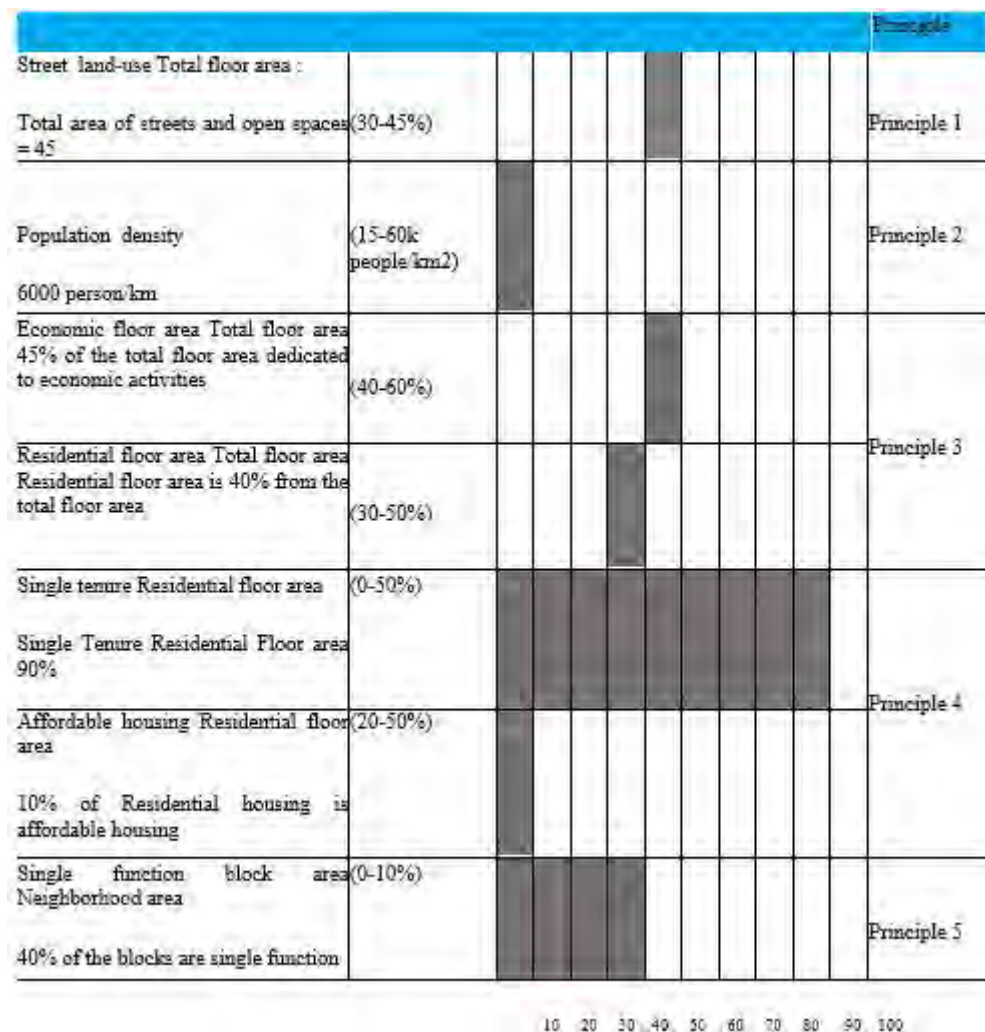 Principle
Street land-use Total floor area :
Total area of streets and open spaces
= 45
(30-45%)
Principle 1
Population density
6000 person/km
(15-60k
people/km2)
Principle 2
Economic floor area Total floor area
45% of the total floor area dedicated
to economic activities
(40-60%)
Residential floor area Total floor area
Residential floor area is 40% from the
total floor area
(30-50%)
Principle 3
Single tenure Residential floor area
Single Tenure Residential Floor area
90%
(0-50%)
Affordable housing Residential floor
area
10% of Residential housing is
affordable housing
(20-50%)
Principle 4
Single function block area
Neighborhood area
40% of the blocks are single function
(0-10%)
Principle 5
10 20 30 40 50 60 70 80 90 100